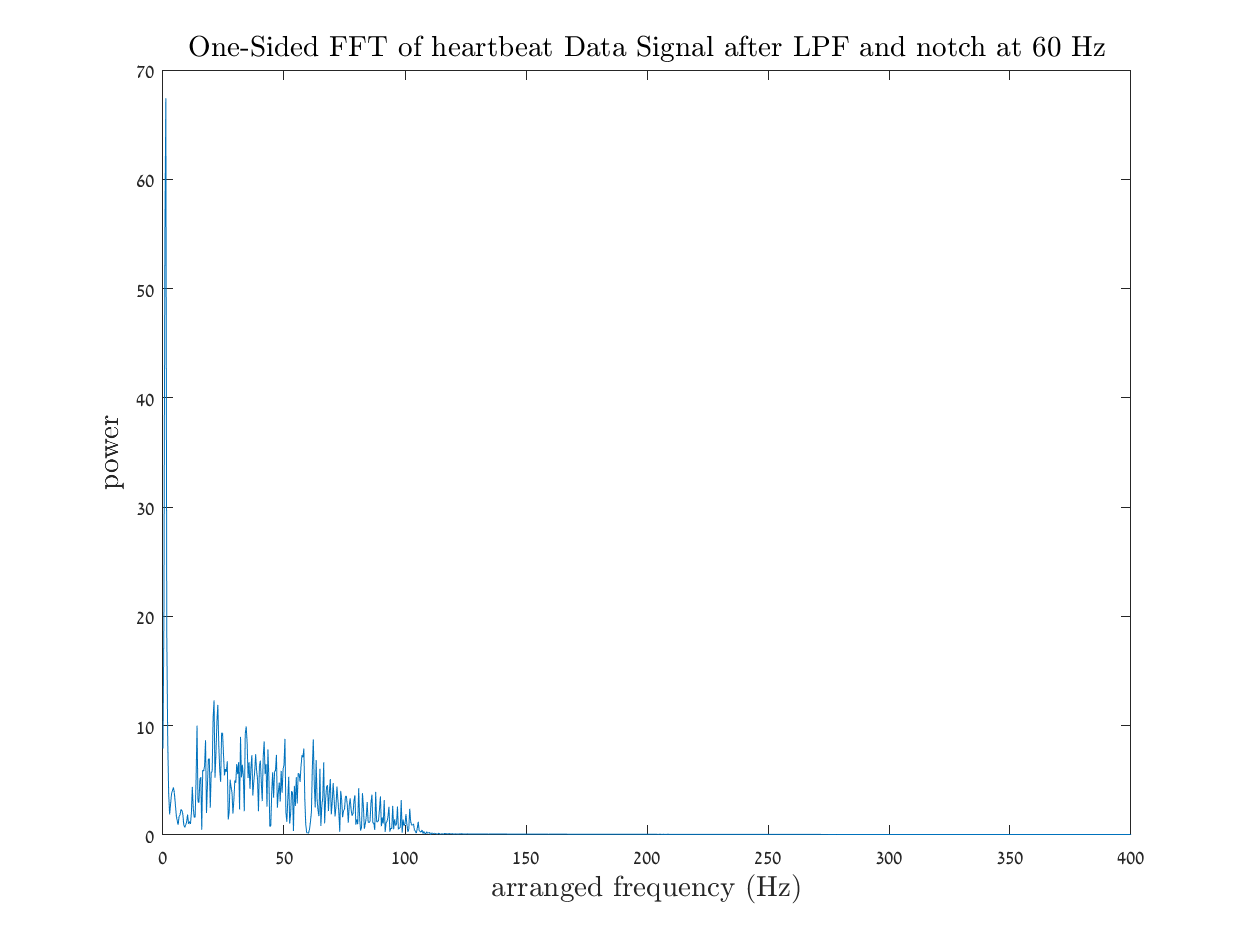 One-Sided FFT of heartbeat Data Signal after LPF and notch at 60 Hz
70
60
50
40
30
20
10
0
power
0 50 100 150 200 250 300 350 400
arranged frequency (Hz)